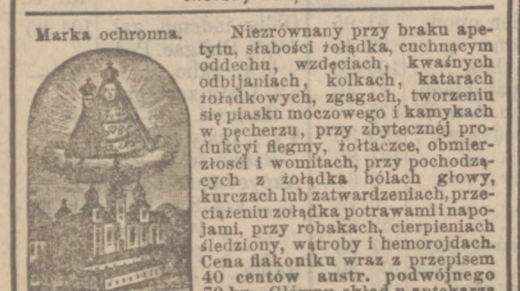 Marka ochronna.
Niezrównany przy braku ape-
tytu, słabości żołądka, cuchnącym
oddechu, wzdęciach, kwaśnych
odbijaniach, kolkach, katarach
żołądkowych, zgagach, tworzeniu
się piasku moczowego i kamykach
w pęcherzu, przy zbytecznéj pro-
dukcyi flegmy, żołtaczce, obmier-
złości i womitach, przy pochodzą-
cych z żołądka bólach głowy,
kurczach lub zatwardzeniach, prze-
ciążeniu żołądka potrawami i napo-
jami, przy robakach, cierpieniach
śledziony, wątroby i hemorojdach.
Cena flakoniku wraz z przepisem
40 centów austr. podwójnego